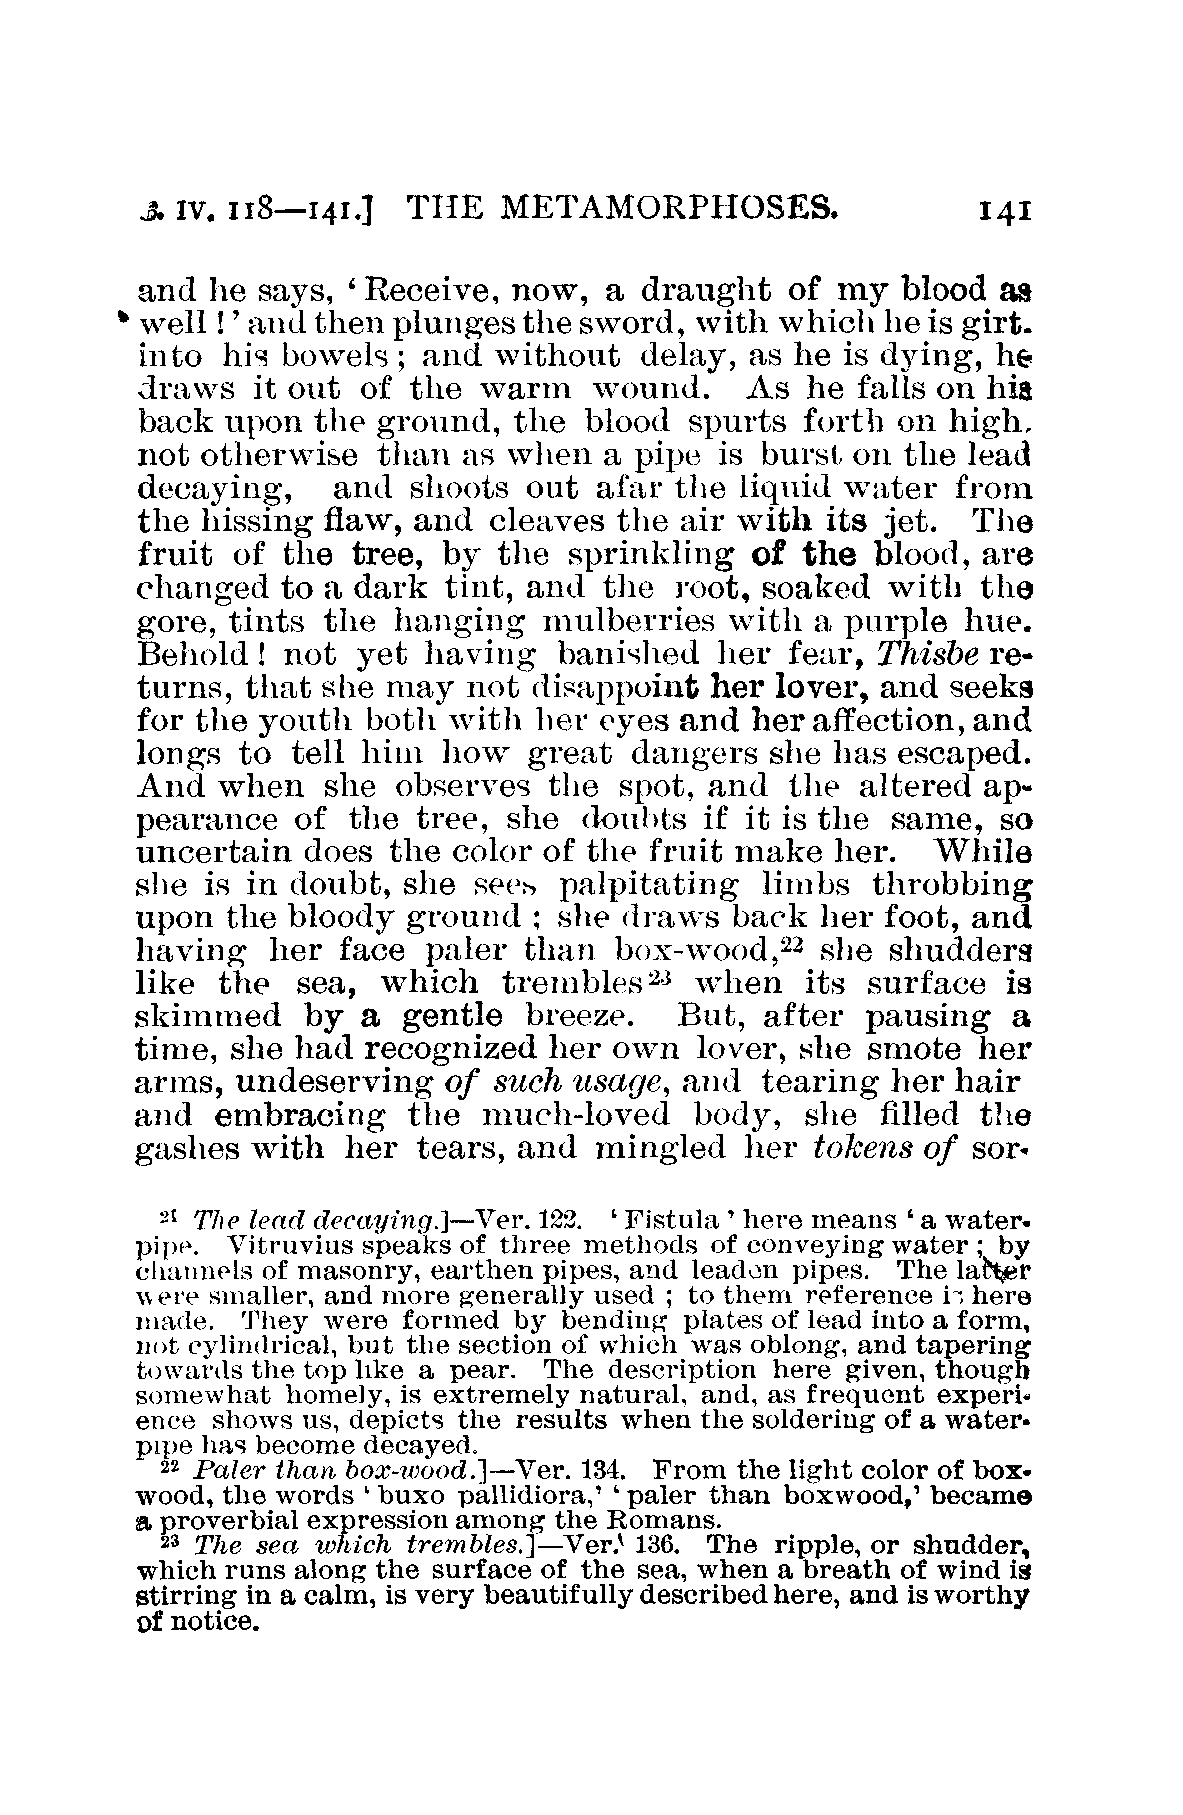 B. IV. 118—141.] THE METAMORPHOSES. 141
and he says, ‘ Receive, now, a draught of my blood as
well ! ’ and then plunges the sword, with which he is girt.
into his bowels ; and without delay, as he is dying, he
draws it out of the warm wound. As he falls on his
back upon the ground, the blood spurts forth on high,
not otherwise than as when a pipe is burst on the lead
decaying, and shoots out afar the liquid water from
the hissing flaw, and cleaves the air with its jet. The
fruit of the tree, by the sprinkling of the blood, are
changed to a dark tint, and the root, soaked with the
gore, tints the hanging mulberries with a purple hue.
Behold ! not yet having banished her fear, Thisbe re-
turns, that she may not disappoint her lover, and seeks
for the youth both with her eyes and her affection, and
longs to tell him how great dangers she has escaped.
And when she observes the spot, and the altered ap-
pearance of the tree, she doubts if it is the same, so
uncertain does the color of the fruit make her. While
she is in doubt, she sees palpitating limbs throbbing
upon the bloody ground ; she draws back her foot, and
having her face paler than box-wood,²² she shudders
like the sea, which trembles²³ when its surface is
skimmed by a gentle breeze. But, after pausing a
time, she had recognized her own lover, she smote her
arms, undeserving of such usage, and tearing her hair
and embracing the much-loved body, she filled the
gashes with her tears, and mingled her tokens of sor-
²¹ The lead decaying.]—Ver. 122. ‘ Fistula ’ here means ‘ a water-
pipe. Vitruvius speaks of three methods of conveying water ; by
channels of masonry, earthen pipes, and leaden pipes. The latter
were smaller, and more generally used ; to them reference is here
made. They were formed by bending plates of lead into a form,
not cylindrical, but the section of which was oblong, and tapering
towards the top like a pear. The description here given, though
somewhat homely, is extremely natural, and, as frequent experi-
ence shows us, depicts the results when the soldering of a water-
pipe has become decayed.
²² Paler than box-wood.]—Ver. 134. From the light color of box-
wood, the words ‘ buxo pallidiora,’ ‘ paler than boxwood,’ became
a proverbial expression among the Romans.
²³ The sea which trembles.]—Ver. 136. The ripple, or shudder,
which runs along the surface of the sea, when a breath of wind is
stirring in a calm, is very beautifully described here, and is worthy
of notice.